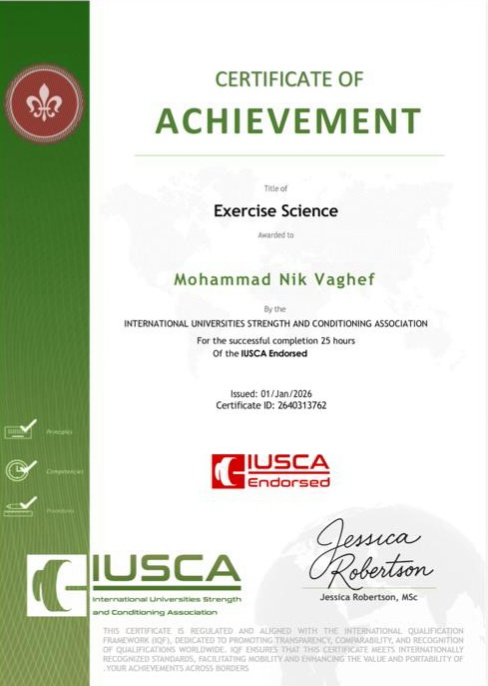 CERTIFICATE OF
ACHIEVEMENT
Title of
Exercise Science
Awarded to
Mohammad Nik Vaghef
By the
INTERNATIONAL UNIVERSITIES STRENGTH AND CONDITIONING ASSOCIATION
For the successful completion 25 hours
Of the IUSCA Endorsed
Issued: 01/Jan/2026
Certificate ID: 2640313762
Principles
Competencies
Procedures
IUSCA
Endorsed
IUSCA
International Universities Strength
and Conditioning Association
Jessica
Robertson
Jessica Robertson, MSc
THIS CERTIFICATE IS REGULATED AND ALIGNED WITH THE INTERNATIONAL QUALIFICATION
FRAMEWORK (IQF), DEDICATED TO PROMOTING TRANSPARENCY, COMPARABILITY, AND RECOGNITION
OF QUALIFICATIONS WORLDWIDE. IQF ENSURES THAT THIS CERTIFICATE MEETS INTERNATIONALLY
RECOGNIZED STANDARDS, FACILITATING MOBILITY AND ENHANCING THE VALUE AND PORTABILITY OF
.YOUR ACHIEVEMENTS ACROSS BORDERS